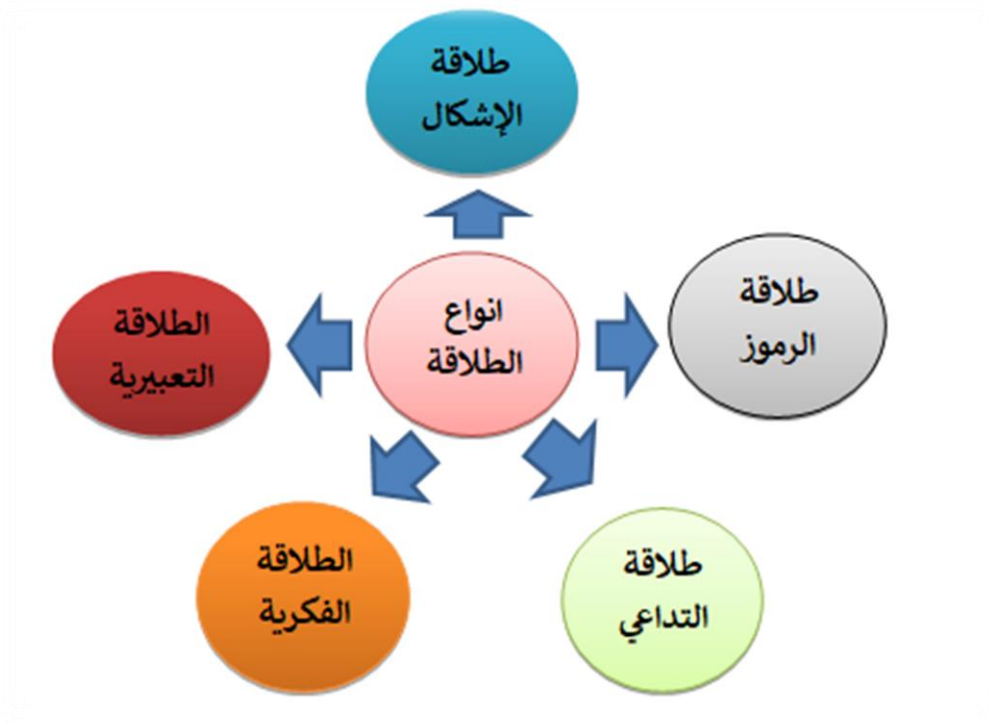 طلاقة
الإشكال
انواع
الطلاقة
طلاقة
الرموز
الطلاقة
التعبيرية
طلاقة
التداعي
الطلاقة
الفكرية